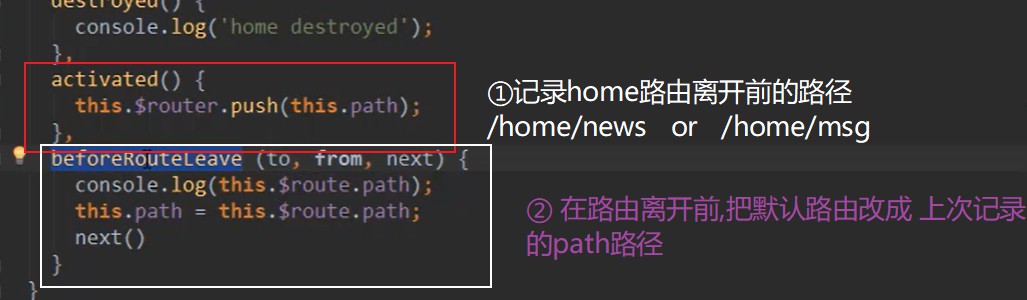 destroyed() {
console.log('home destroyed');
},
activated() {
this.$router.push(this.path);
},
beforeRouteLeave (to, from, next) {
console.log(this.$route.path);
this.path = this.$route.path;
next()
}
}
①记录home路由离开前的路径
/home/news or /home/msg
② 在路由离开前,把默认路由改成 上次记录
的path路径